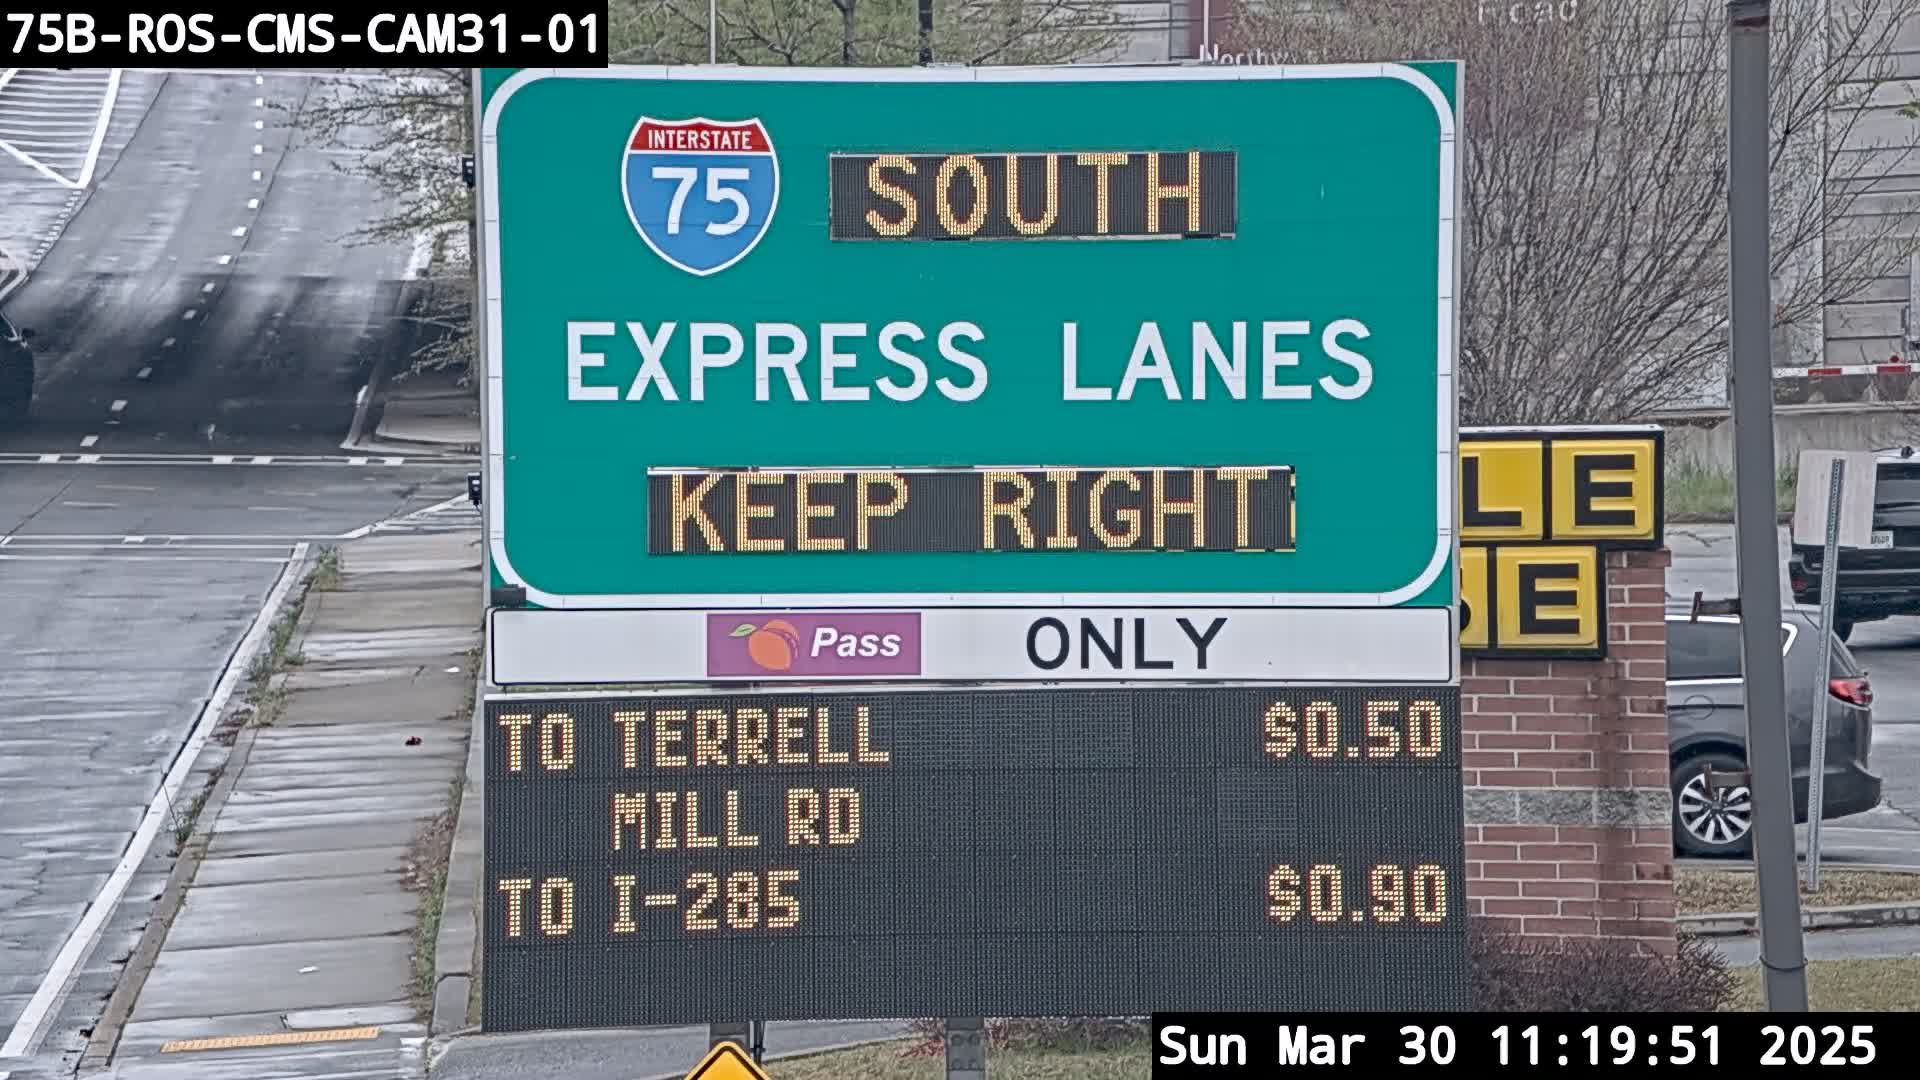 75B-ROS-CMS-CAM31-01
INTERSTATE
75
SOUTH
EXPRESS LANES
KEEP RIGHT
Pass ONLY
TO TERRELL $0.50
MILL RD
TO I-285 $0.90
LE
E
Sun Mar 30 11:19:51 2025